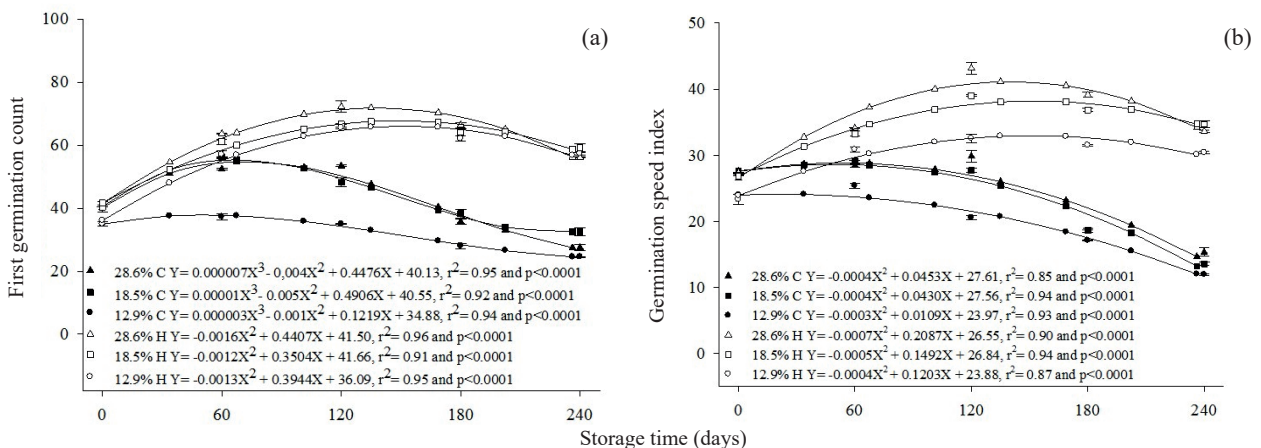 (a)
First germination count
100
80
60
40
20
0
28.6% C Y= 0.000007X³- 0,004X² + 0.4476X + 40.13, r²= 0.95 and p<0.0001
18.5% C Y= 0.00001X³- 0.005X² + 0.4906X + 40.55, r²= 0.92 and p<0.0001
12.9% C Y= 0.000003X³- 0.001X² + 0.1219X + 34.88, r²= 0.94 and p<0.0001
28.6% H Y= -0.0016X² + 0.4407X + 41.50, r²= 0.96 and p<0.0001
18.5% H Y= -0.0012X² + 0.3504X + 41.66, r²= 0.91 and p<0.0001
12.9% H Y= -0.0013X² + 0.3944X + 36.09, r²= 0.95 and p<0.0001
0 60 120 180 240
(b)
Germination speed index
50
40
30
20
10
0
28.6% C Y= -0.0004X² + 0.0453X + 27.61, r²= 0.85 and p<0.0001
18.5% C Y= -0.0004X² + 0.0430X + 27.56, r²= 0.94 and p<0.0001
12.9% C Y= -0.0003X² + 0.0109X + 23.97, r²= 0.93 and p<0.0001
28.6% H Y= -0.0007X² + 0.2087X + 26.55, r²= 0.90 and p<0.0001
18.5% H Y= -0.0005X² + 0.1492X + 26.84, r²= 0.94 and p<0.0001
12.9% H Y= -0.0004X² + 0.1203X + 23.88, r²= 0.87 and p<0.0001
0 60 120 180 240
Storage time (days)